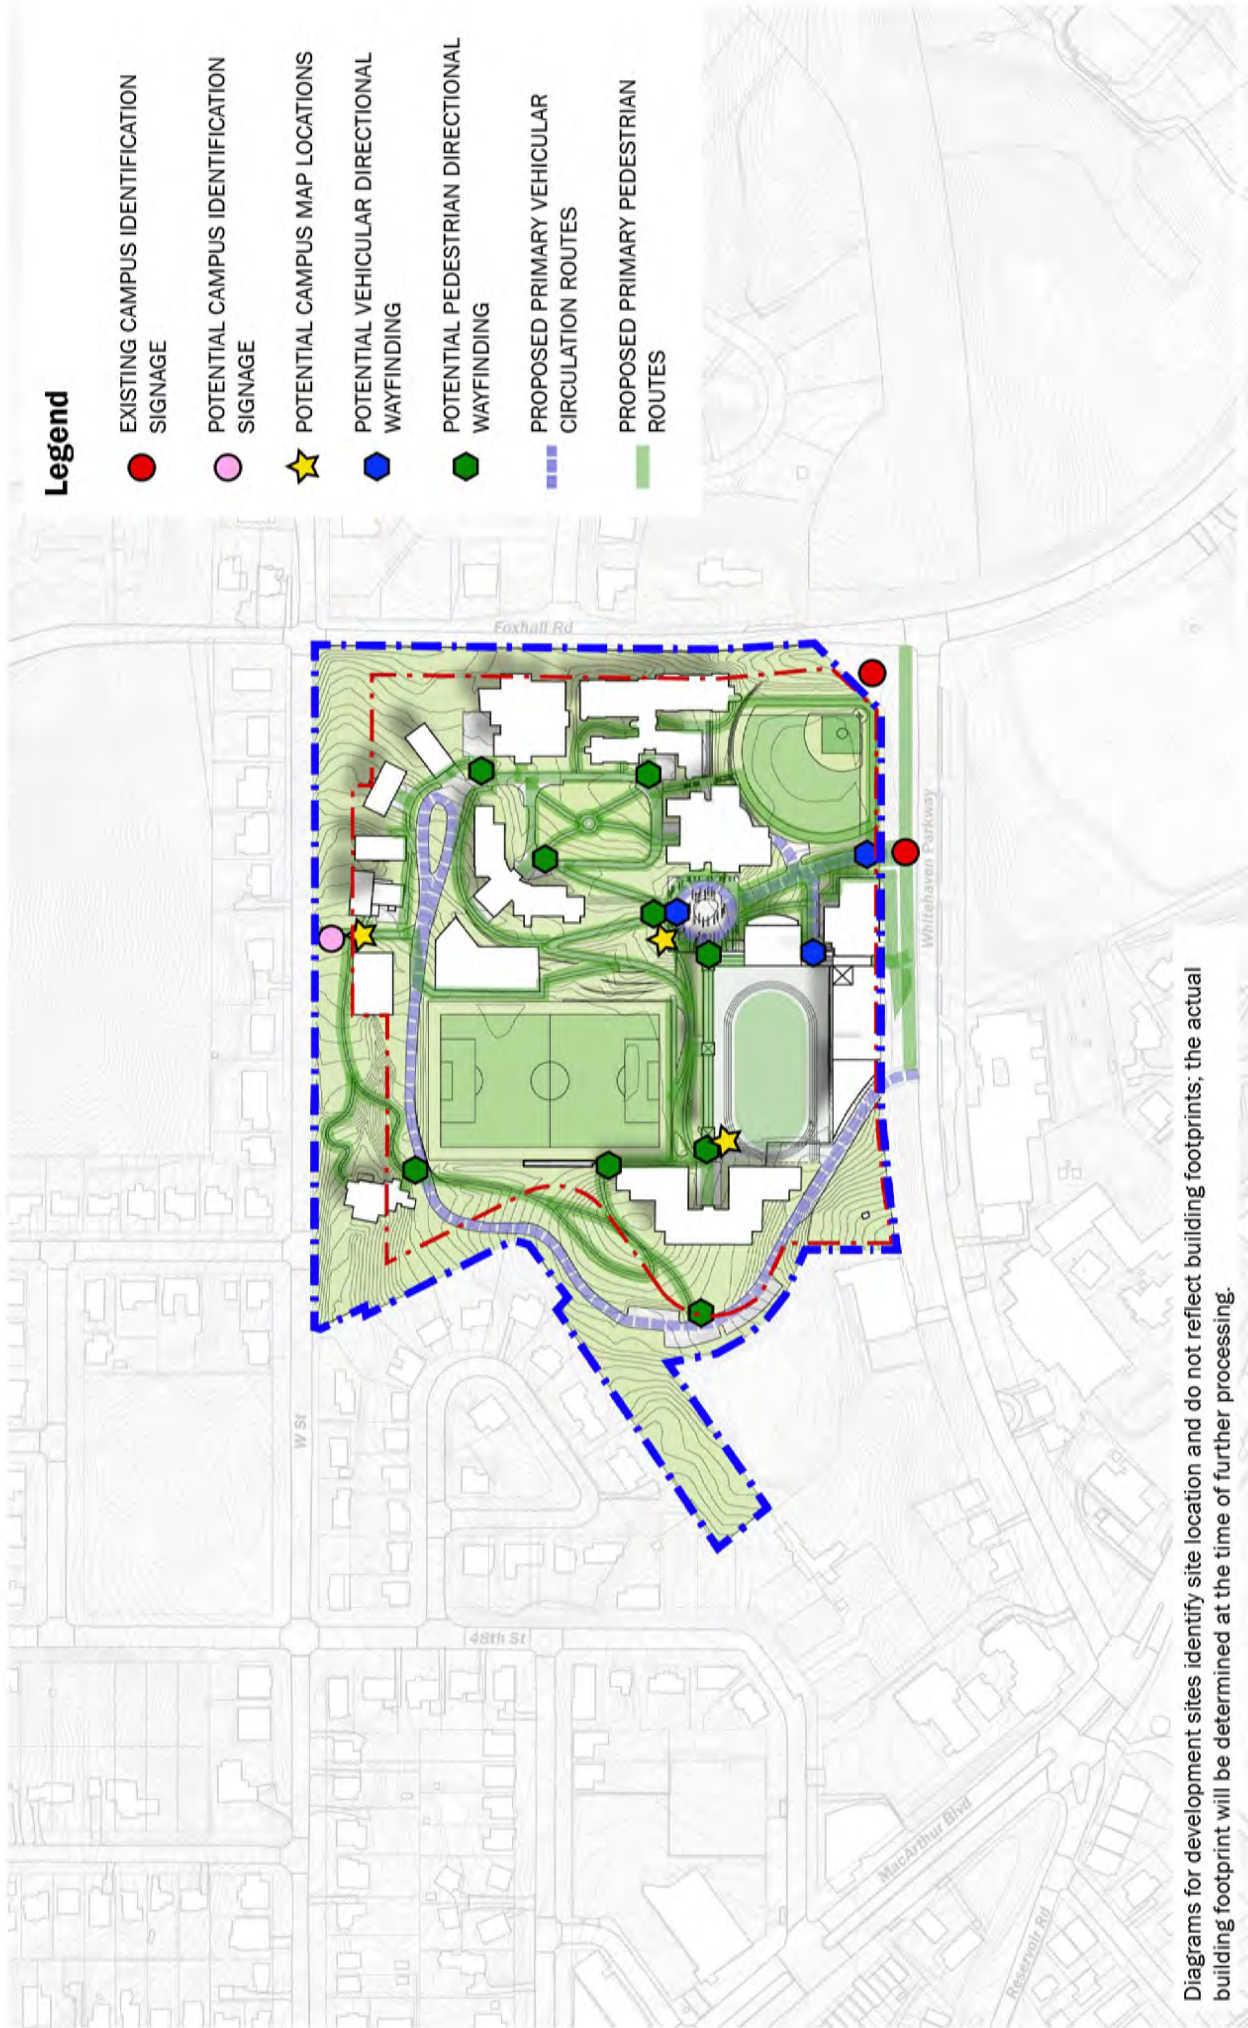 Legend
EXISTING CAMPUS IDENTIFICATION
SIGNAGE
POTENTIAL CAMPUS IDENTIFICATION
SIGNAGE
POTENTIAL CAMPUS MAP LOCATIONS
POTENTIAL VEHICULAR DIRECTIONAL
WAYFINDING
POTENTIAL PEDESTRIAN DIRECTIONAL
WAYFINDING
PROPOSED PRIMARY VEHICULAR
CIRCULATION ROUTES
PROPOSED PRIMARY PEDESTRIAN
ROUTES
Foxhall Rd
Whitehaven Parkway
W St
48th St
MacArthur Blvd
Reservoir Rd
Diagrams for development sites identify site location and do not reflect building footprints; the actual
building footprint will be determined at the time of further processing.